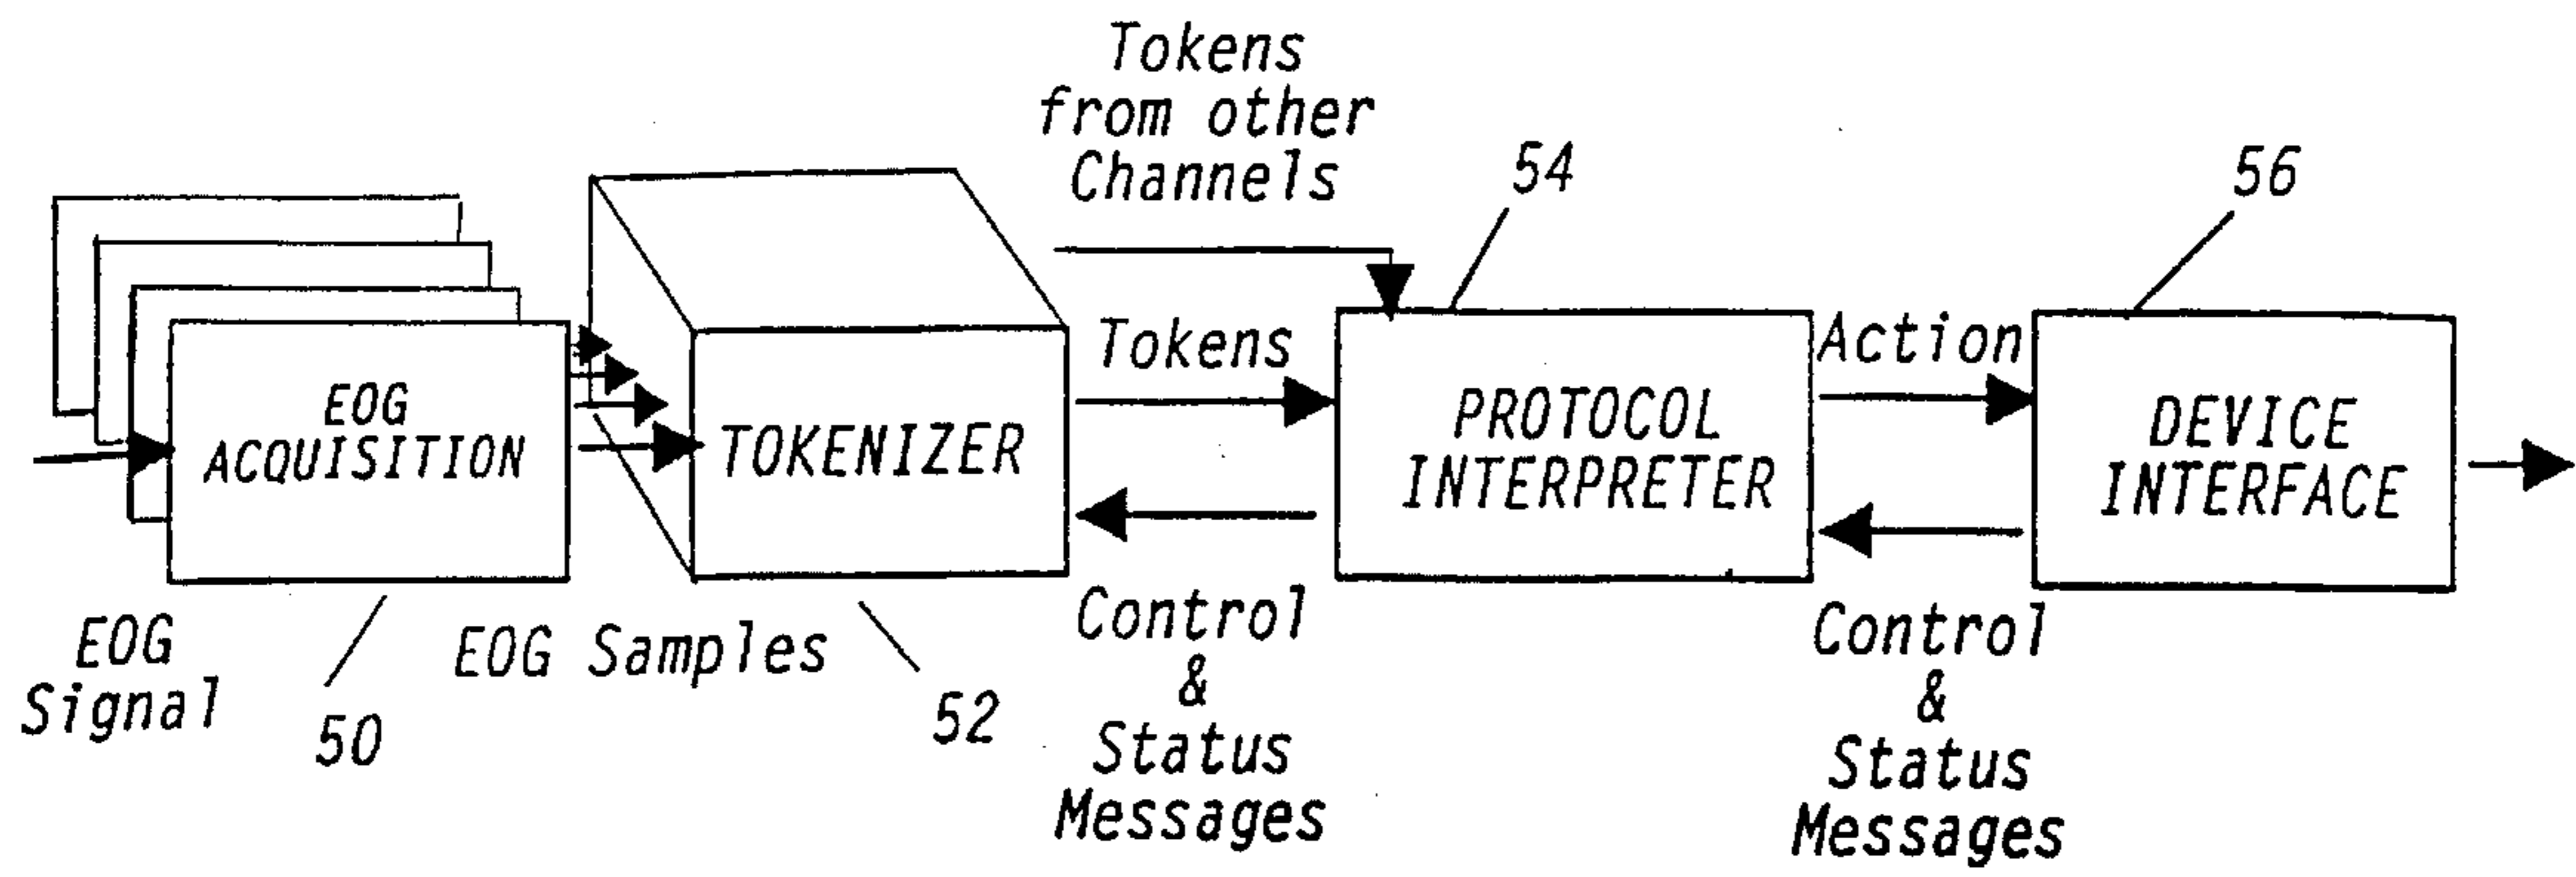 Tokens
from other
Channels
54
56
Tokens
Action
EOG
ACQUISITION
TOKENIZER
PROTOCOL
INTERPRETER
DEVICE
INTERFACE
EOG
Signal
50
EOG Samples
52
Control
&
Status
Messages
Control
&
Status
Messages